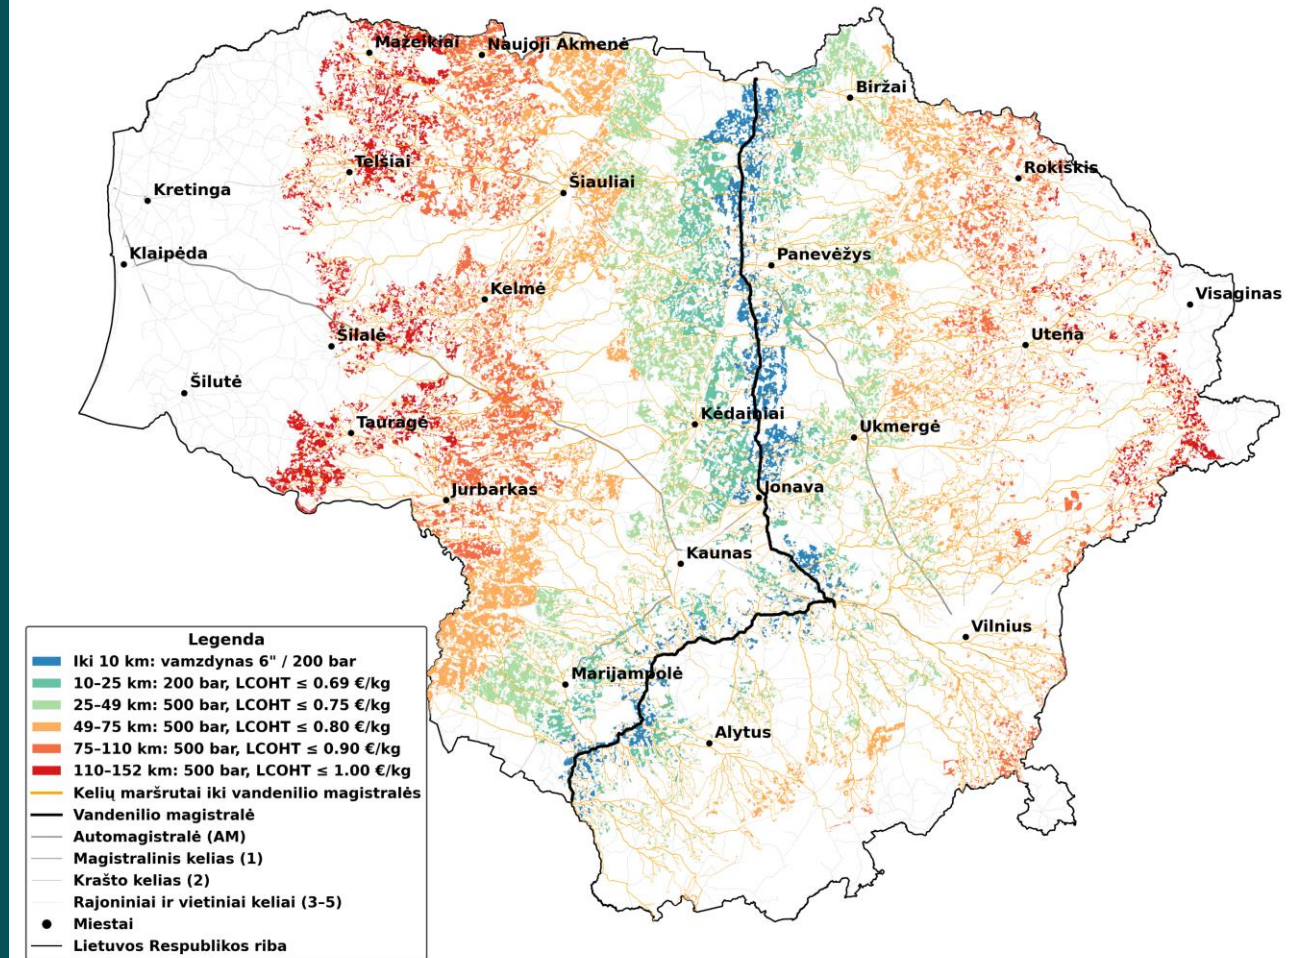 Mažeikiai
Naujoji Akmenė
Biržai
Telšiai
Šiauliai
Rokiškis
Kretinga
Klaipėda
Panevėžys
Kelmė
Visaginas
Šilalė
Utena
Šilutė
Tauragė
Kėdainiai
Ukmergė
Jurbarkas
Jonava
Kaunas
Vilnius
Marijampolė
Alytus
Legenda
Iki 10 km: vamzdynas 6" / 200 bar
10–25 km: 200 bar, LCOHT ≤ 0.69 €/kg
25–49 km: 500 bar, LCOHT ≤ 0.75 €/kg
49–75 km: 500 bar, LCOHT ≤ 0.80 €/kg
75–110 km: 500 bar, LCOHT ≤ 0.90 €/kg
110–152 km: 500 bar, LCOHT ≤ 1.00 €/kg
Kelių maršrutai iki vandenilio magistralės
Vandenilio magistralė
Automagistralė (AM)
Magistralinis kelias (1)
Krašto kelias (2)
Rajoniniai ir vietiniai keliai (3–5)
Miestai
Lietuvos Respublikos riba